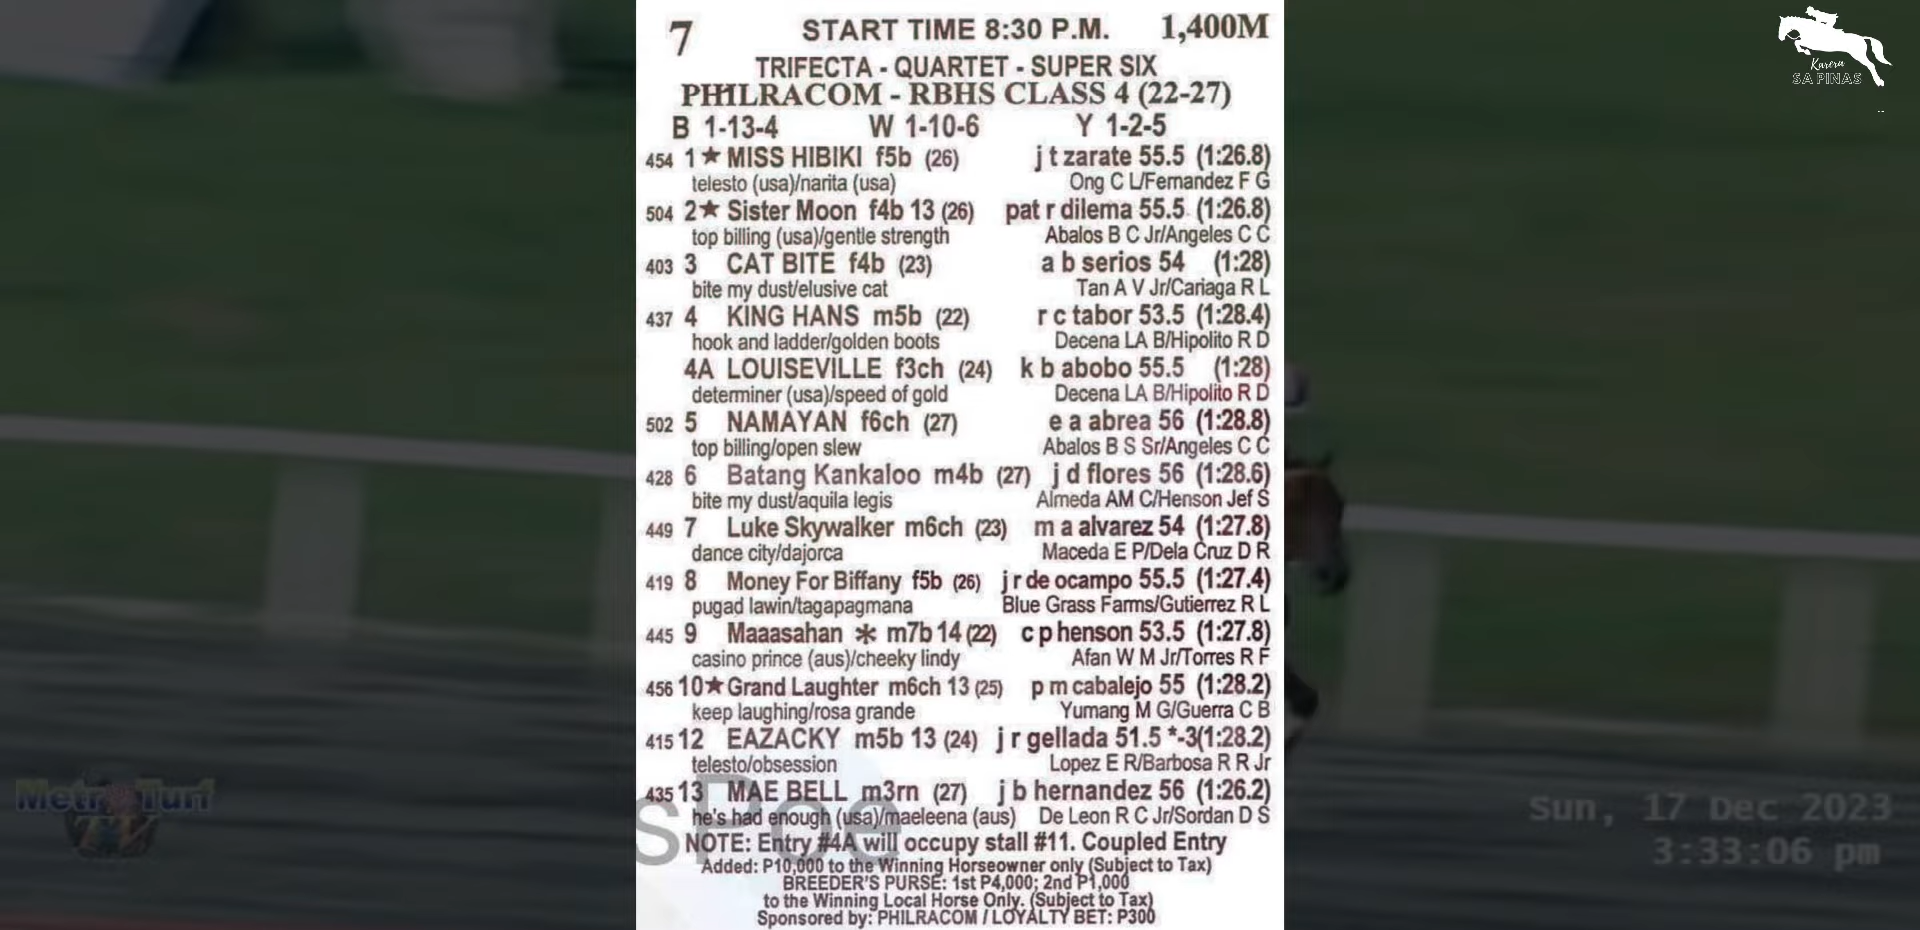 7 START TIME 8:30 P.M. 1,400M
TRIFECTA - QUARTET - SUPER SIX
PHILRACOM - RBHS CLASS 4 (22-27)
B 1-13-4 W 1-10-6 Y 1-2-5
454 1★ MISS HIBIKI f5b (26) j t zarate 55.5 (1:26.8)
telesto (usa)/narita (usa) Ong C L/Fernandez F G
504 2★ Sister Moon f4b 13 (26) pat r dilema 55.5 (1:26.8)
top billing (usa)/gentle strength Abalos B C Jr/Angeles C C
403 3 CAT BITE f4b (23) a b serios 54 (1:28)
bite my dust/elusive cat Tan A V Jr/Cariaga R L
437 4 KING HANS m5b (22) r c tabor 53.5 (1:28.4)
hook and ladder/golden boots Decena LA B/Hipolito R D
4A LOUISEVILLE f3ch (24) k b abobo 55.5 (1:28)
determiner (usa)/speed of gold Decena LA B/Hipolito R D
502 5 NAMAYAN f6ch (27) e a abrea 56 (1:28.8)
top billing/open slew Abalos B S Sr/Angeles C C
428 6 Batang Kankaloo m4b (27) j d flores 56 (1:28.6)
bite my dust/aquila legis Almeda AM C/Henson Jef S
449 7 Luke Skywalker m6ch (23) m a alvarez 54 (1:27.8)
dance city/dajorca Maceda E P/Dela Cruz D R
419 8 Money For Biffany f5b (26) j r de ocampo 55.5 (1:27.4)
pugad lawin/tagapagmana Blue Grass Farms/Gutierrez R L
445 9 Maaasahan * m7b 14 (22) c p henson 53.5 (1:27.8)
casino prince (aus)/cheeky lindy Afan W M Jr/Torres R F
456 10★ Grand Laughter m6ch 13 (25) p m cabalejo 55 (1:28.2)
keep laughing/rosa grande Yumang M G/Guerra C B
415 12 EAZACKY m5b 13 (24) j r gellada 51.5 *-3(1:28.2)
telesto/obsession Lopez E R/Barbosa R R Jr
435 13 MAE BELL m3rn (27) j b hernandez 56 (1:26.2)
he's had enough (usa)/maeleena (aus) De Leon R C Jr/Sordan D S
NOTE: Entry #4A will occupy stall #11. Coupled Entry
Added: P10,000 to the Winning Horseowner only (Subject to Tax)
BREEDER'S PURSE: 1st P4,000; 2nd P1,000
to the Winning Local Horse Only. (Subject to Tax)
Sponsored by: PHILRACOM / LOYALTY BET: P300
sPoe
Karera
SA PINAS
MetroTurf
TV
Sun, 17 Dec 2023
3:33:06 pm